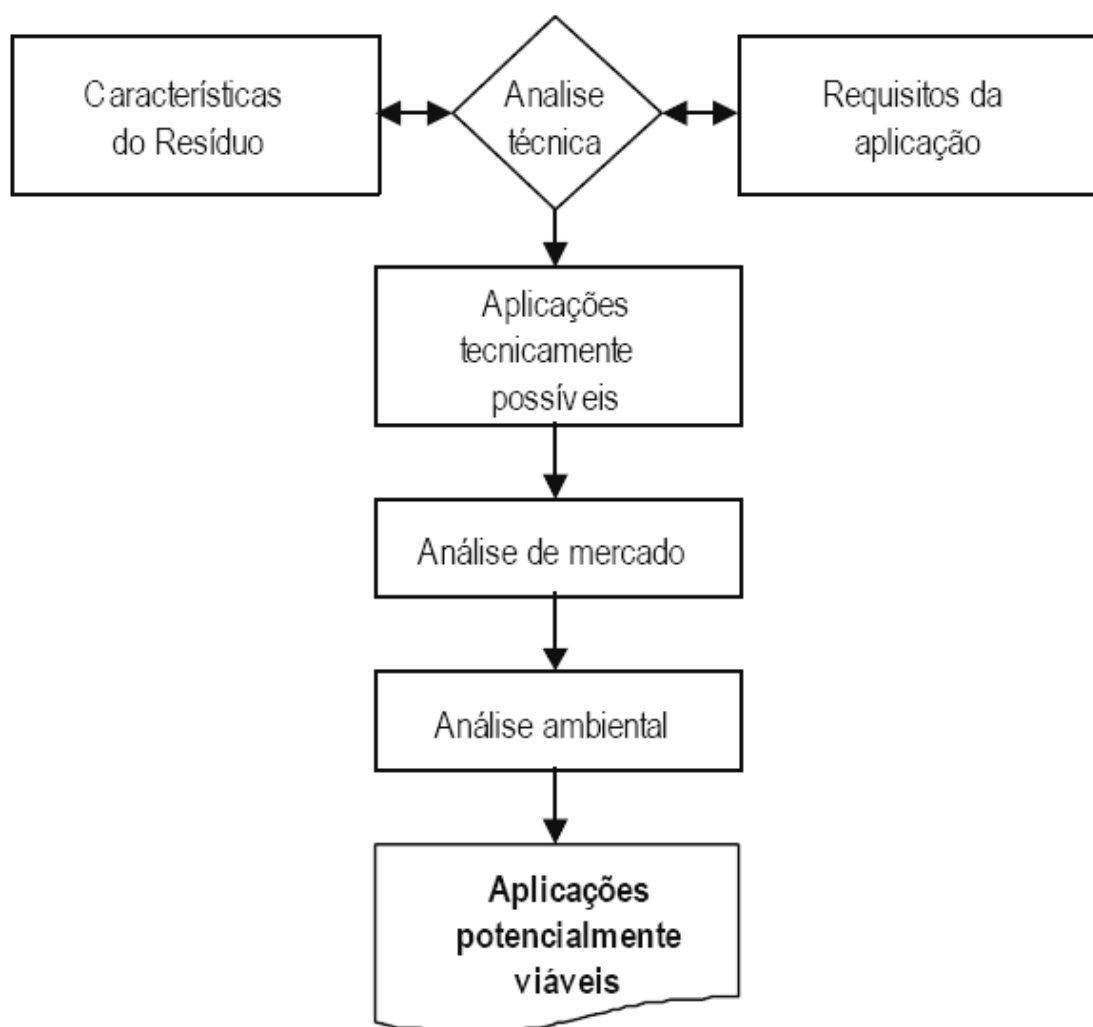 Características
do Resíduo
Analise
técnica
Requisitos da
aplicação
Aplicações
tecnicamente
possíveis
Análise de mercado
Análise ambiental
Aplicações
potencialmente
viáveis